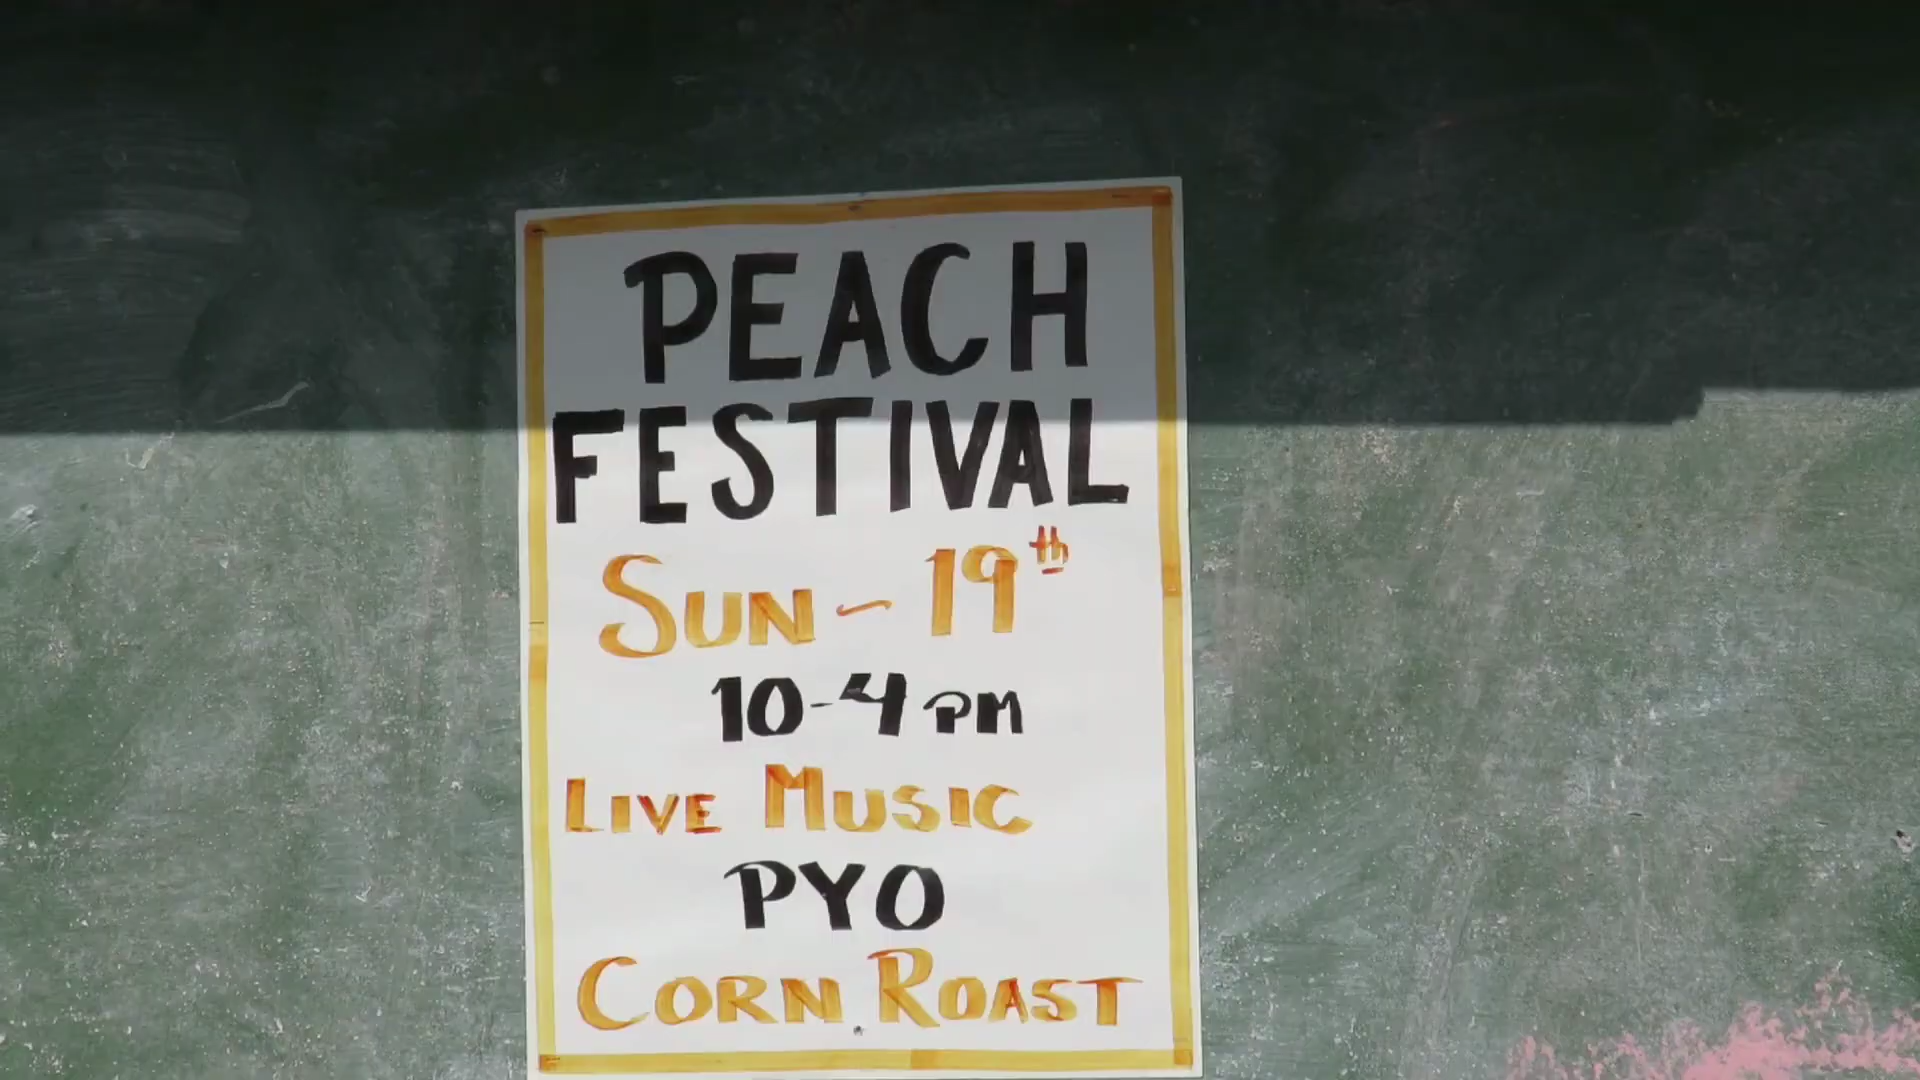 PEACH
FESTIVAL
SUN - 19th
10-4 PM
LIVE MUSIC
PYO
CORN ROAST